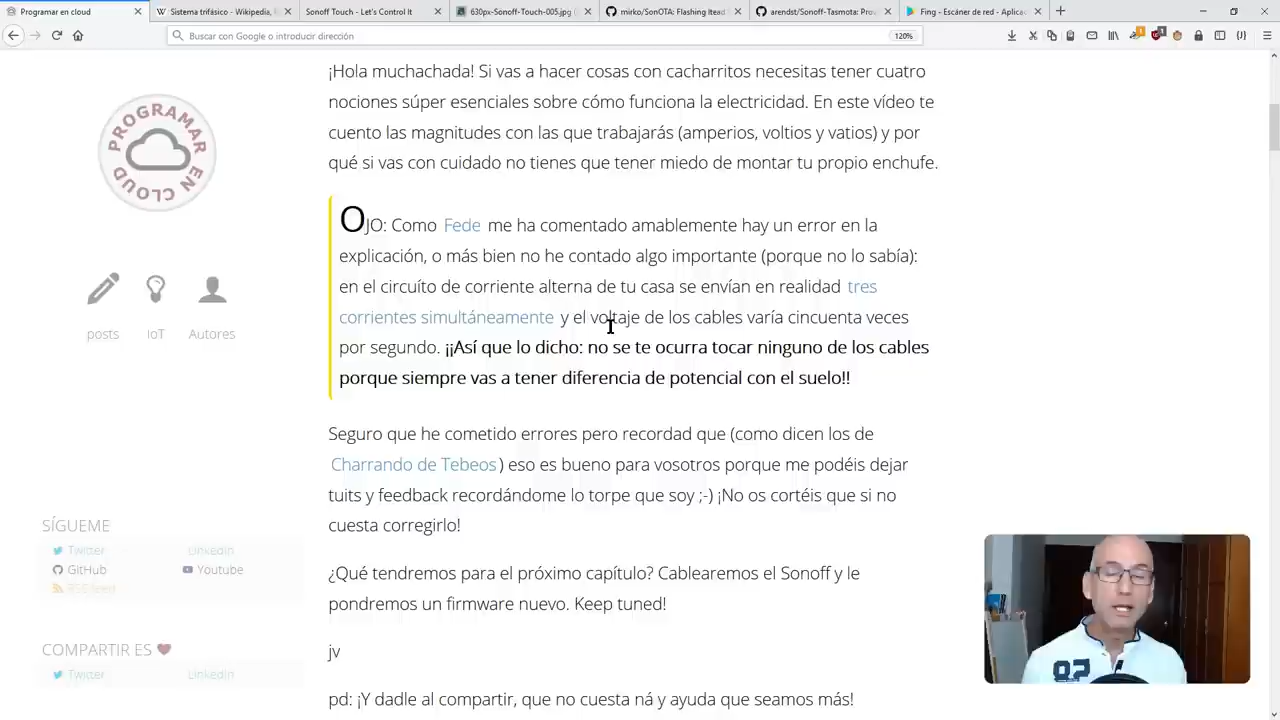 Programar en cloud
Sistema trifásico - Wikipedia,
Sonoff Touch - Let's Control It
683px-Sonoff-Touch-005.jpg
mirko/SonOTA: Flashing Itead
arendst/Sonoff-Tasmota: Pro
Fing - Escáner de red - Aplicac
Buscar con Google o introducir dirección
120%
PROGRAMAR EN CLOUD
posts
IoT
Autores
SÍGUEME
Twitter
LinkedIn
GitHub
Youtube
RSS feed
COMPARTIR ES
Twitter
LinkedIn
¡Hola muchachada! Si vas a hacer cosas con cacharritos necesitas tener cuatro
nociones súper esenciales sobre cómo funciona la electricidad. En este vídeo te
cuento las magnitudes con las que trabajarás (amperios, voltios y vatios) y por
qué si vas con cuidado no tienes que tener miedo de montar tu propio enchufe.
OJO: Como Fede me ha comentado amablemente hay un error en la
explicación, o más bien no he contado algo importante (porque no lo sabía):
en el circuíto de corriente alterna de tu casa se envían en realidad tres
corrientes simultáneamente y el voltaje de los cables varía cincuenta veces
por segundo. ¡¡Así que lo dicho: no se te ocurra tocar ninguno de los cables
porque siempre vas a tener diferencia de potencial con el suelo!!
Seguro que he cometido errores pero recordad que (como dicen los de
Charrando de Tebeos) eso es bueno para vosotros porque me podéis dejar
tuits y feedback recordándome lo torpe que soy ;-) ¡No os cortéis que si no
cuesta corregirlo!
¿Qué tendremos para el próximo capítulo? Cablearemos el Sonoff y le
pondremos un firmware nuevo. Keep tuned!
jv
pd: ¡Y dadle al compartir, que no cuesta ná y ayuda que seamos más!
82